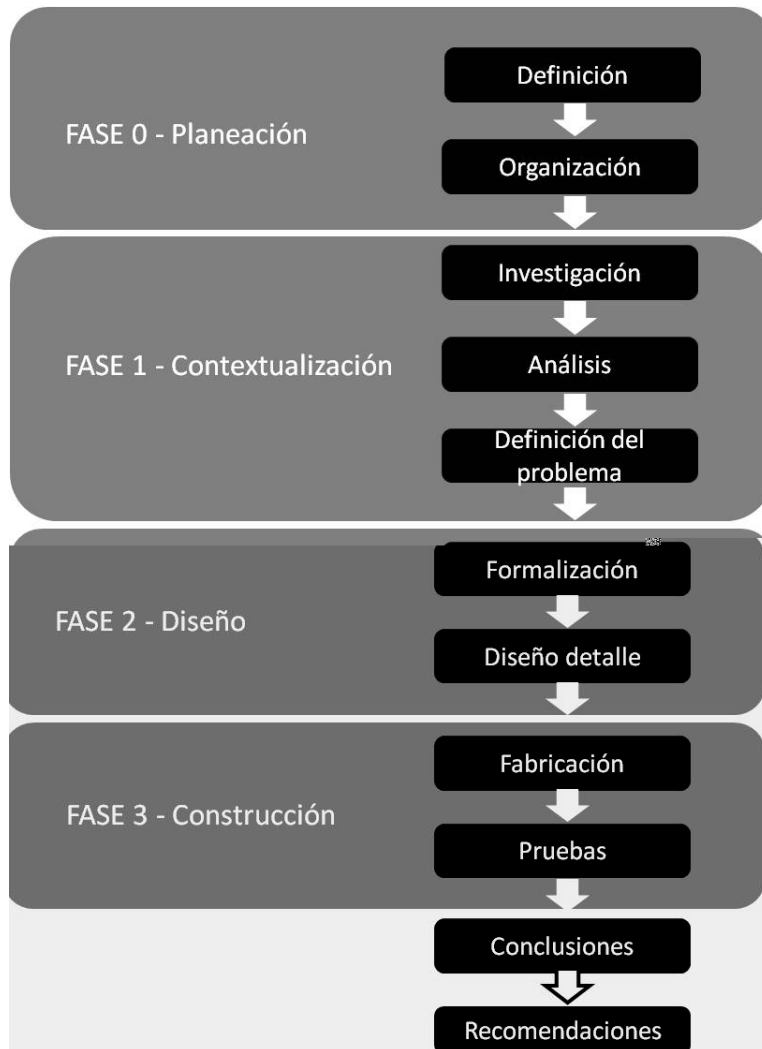 Definición
FASE 0 - Planeación
Organización
Investigación
FASE 1 - Contextualización
Análisis
Definición del
problema
Formalización
FASE 2 - Diseño
Diseño detalle
Fabricación
FASE 3 - Construcción
Pruebas
Conclusiones
Recomendaciones